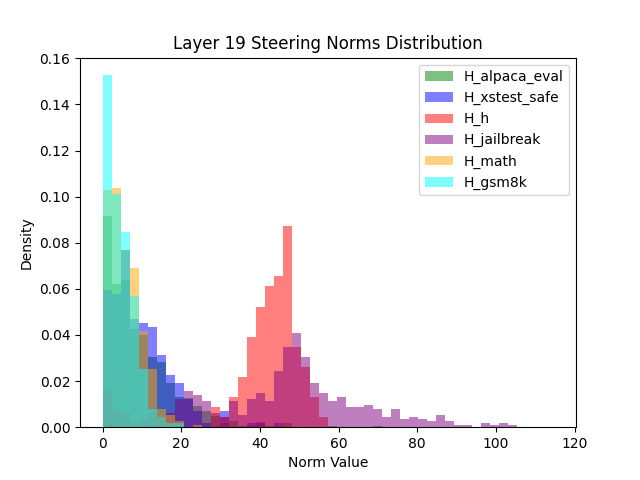 Layer 19 Steering Norms Distribution
H_alpaca_eval
H_xstest_safe
H_h
H_jailbreak
H_math
H_gsm8k
Density
0.16
0.14
0.12
0.10
0.08
0.06
0.04
0.02
0.00
0 20 40 60 80 100 120
Norm Value